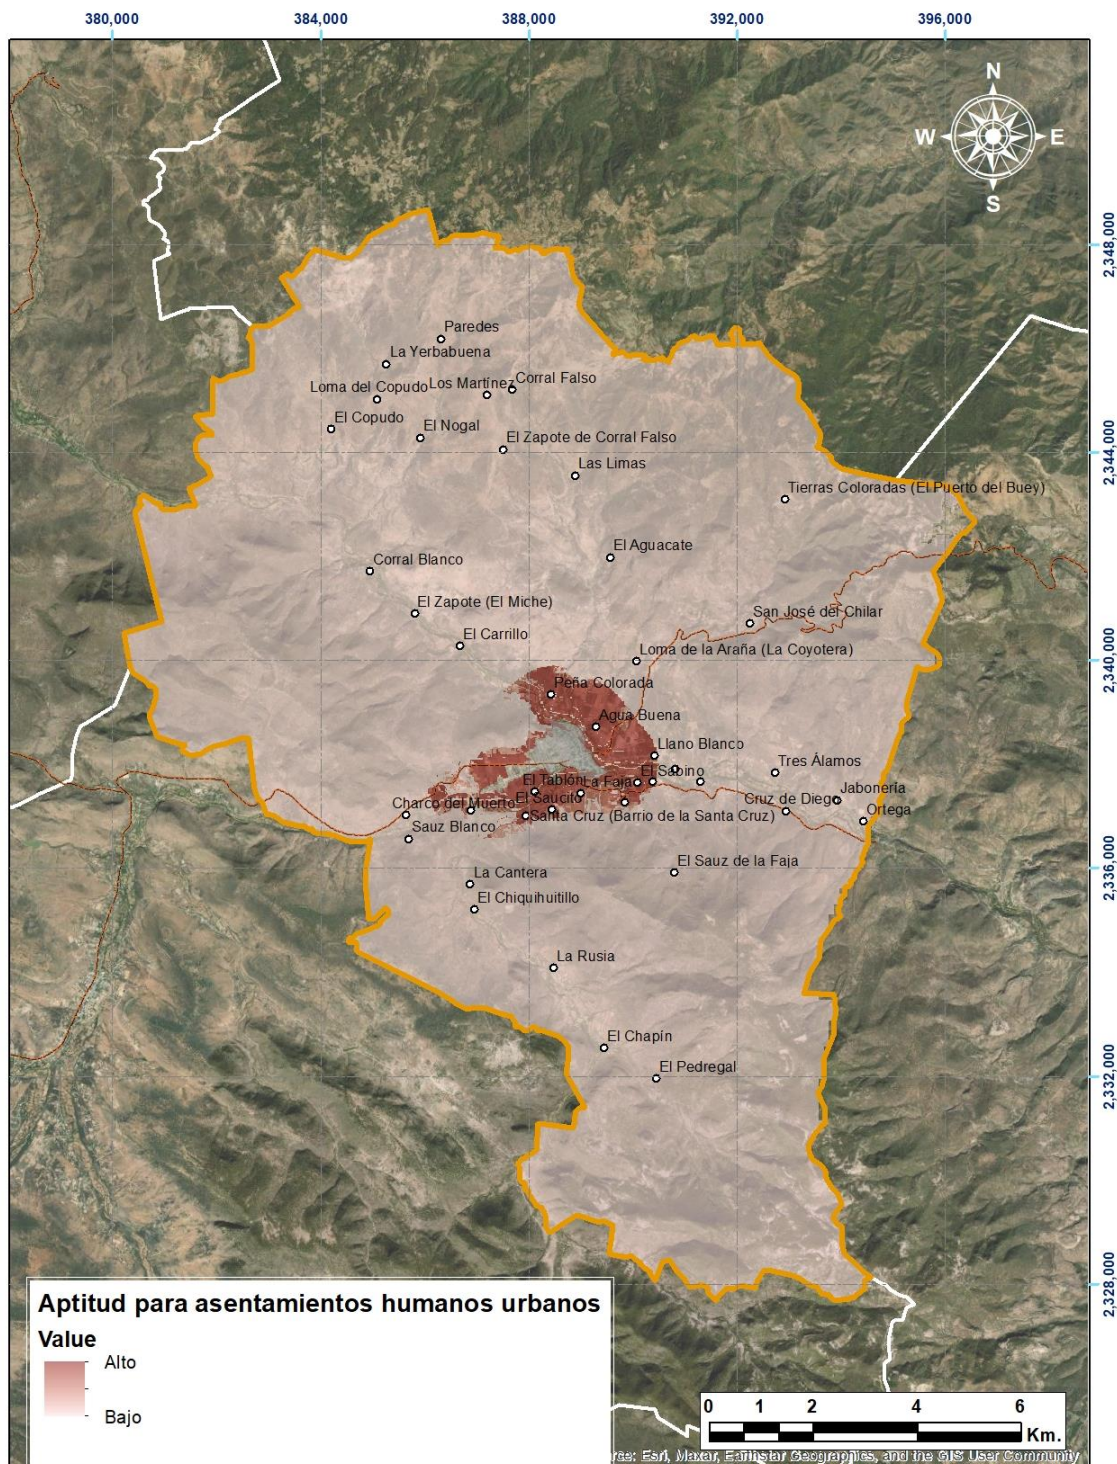 380,000 384,000 388,000 392,000 396,000
N
W E
S
2,348,000
Paredes
La Yerbabuena
Loma del Copudo Los Martínez Corral Falso
El Copudo El Nogal
El Zapote de Corral Falso
2,344,000
Las Limas
Tierras Coloradas (El Puerto del Buey)
El Aguacate
Corral Blanco
El Zapote (El Miche) San José del Chilar
El Carrillo
Loma de la Araña (La Coyotera)
2,340,000
Peña Colorada
Agua Buena
Llano Blanco
Tres Álamos
El Tablón La Faja El Sabino
Jabonería
Charco del Muerto El Saucito Cruz de Diego
Ortega
Sauz Blanco Santa Cruz (Barrio de la Santa Cruz)
El Sauz de la Faja
2,336,000
La Cantera
El Chiquihuitillo
La Rusia
El Chapín
2,332,000
El Pedregal
2,328,000
Aptitud para asentamientos humanos urbanos
Value
Alto
Bajo
0 1 2 4 6
Km.
Esri, Maxar, Earthstar Geographics, and the GIS User Community